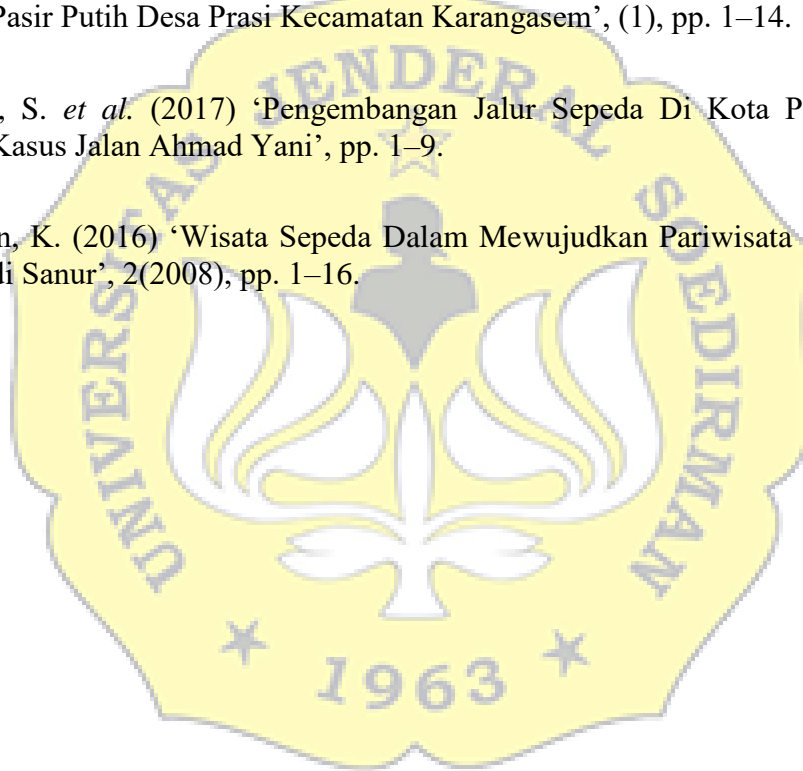 Pasir Putih Desa Prasi Kecamatan Karangasem’, (1), pp. 1–14.
, S. et al. (2017) ‘Pengembangan Jalur Sepeda Di Kota P
Kasus Jalan Ahmad Yani’, pp. 1–9.
n, K. (2016) ‘Wisata Sepeda Dalam Mewujudkan Pariwisata
di Sanur’, 2(2008), pp. 1–16.
UNIVERSITAS JENDERAL SOEDIRMAN
1963